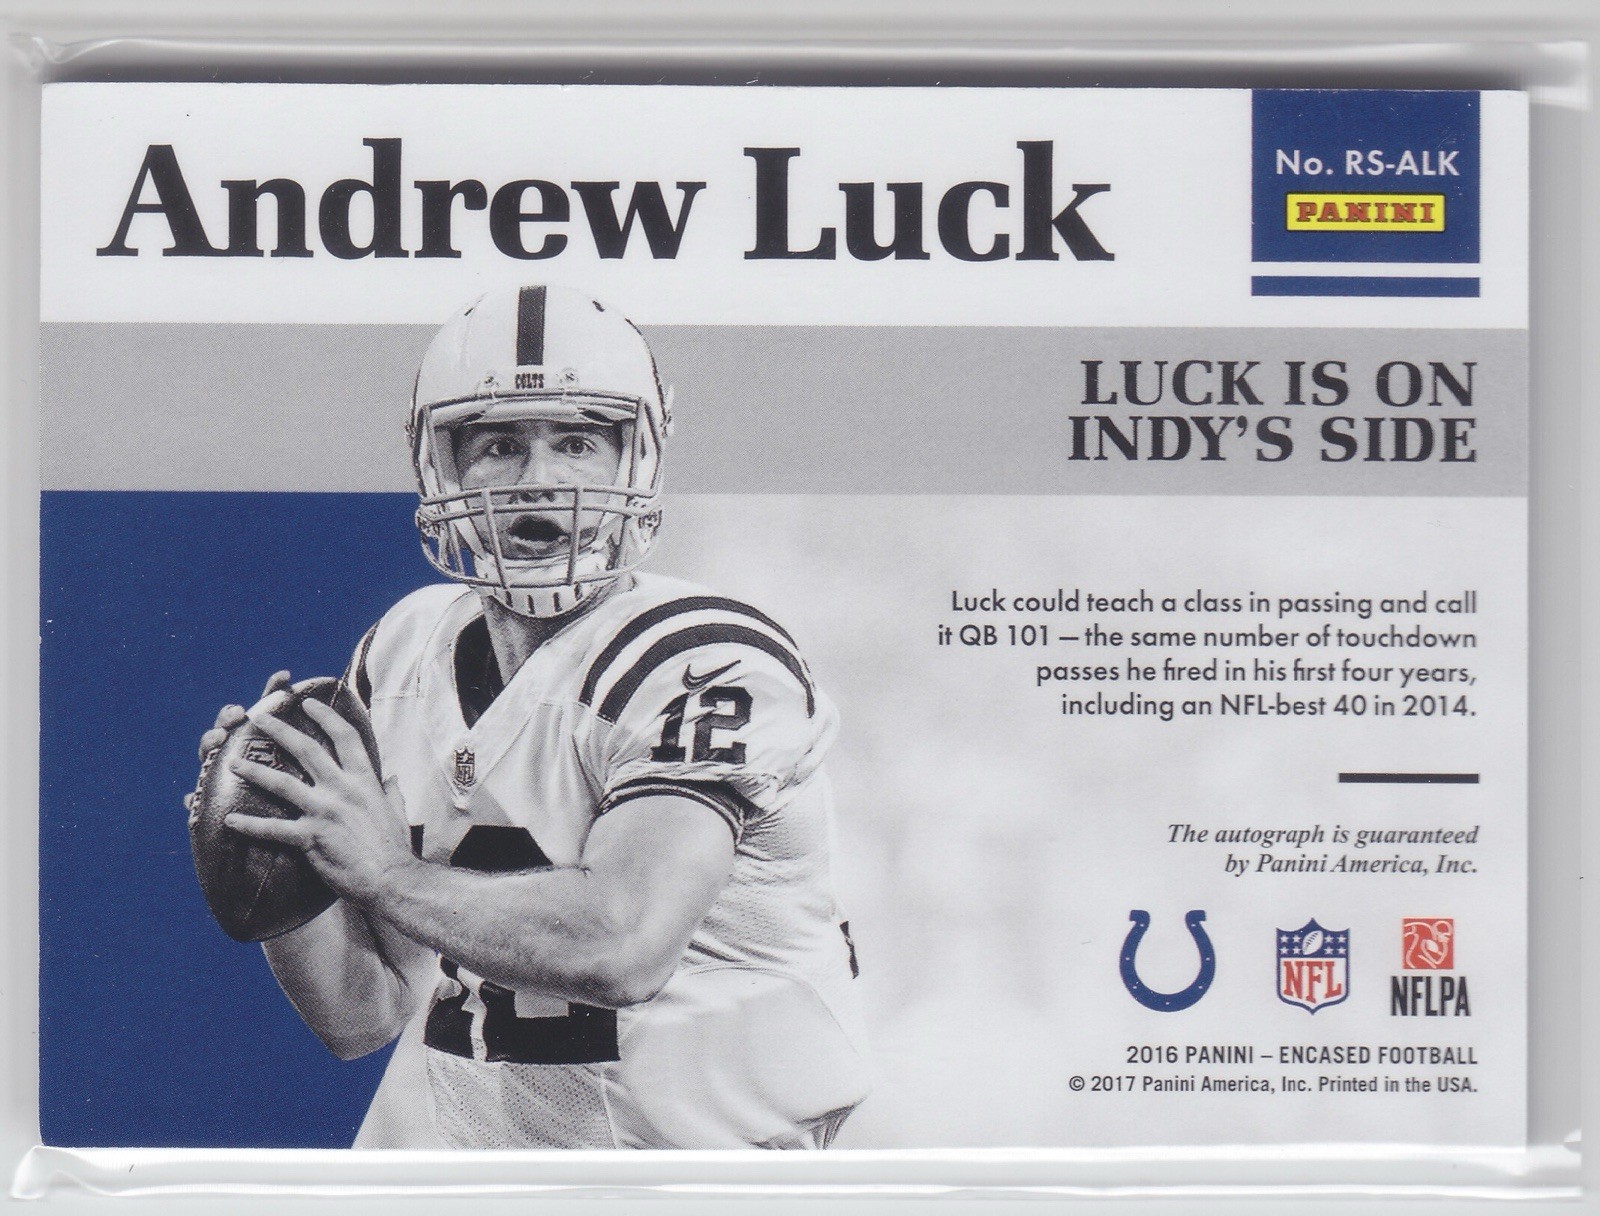 Andrew Luck
No. RS-ALK
PANINI
LUCK IS ON
INDY'S SIDE
COLTS
Luck could teach a class in passing and call
it QB 101 — the same number of touchdown
passes he fired in his first four years,
including an NFL-best 40 in 2014.
12
NFL
The autograph is guaranteed
by Panini America, Inc.
NFL
NFLPA
2016 PANINI – ENCASED FOOTBALL
© 2017 Panini America, Inc. Printed in the USA.